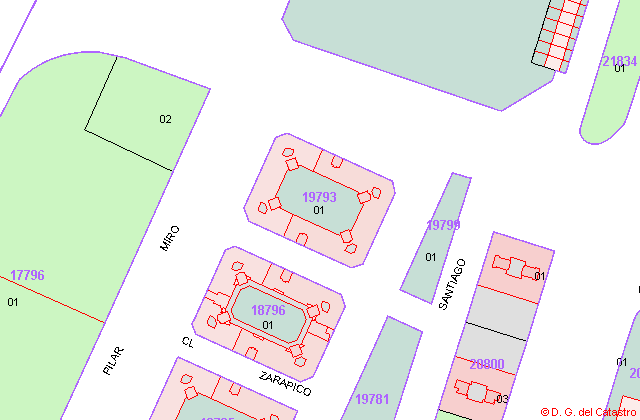 21834
01
02
19793
01
19799
01
MIRO
SANTIAGO
01
17796
01
18796
01
CL
ZARAPICO
PILAR
20800
03
19781
01
© D. G. del Catastro